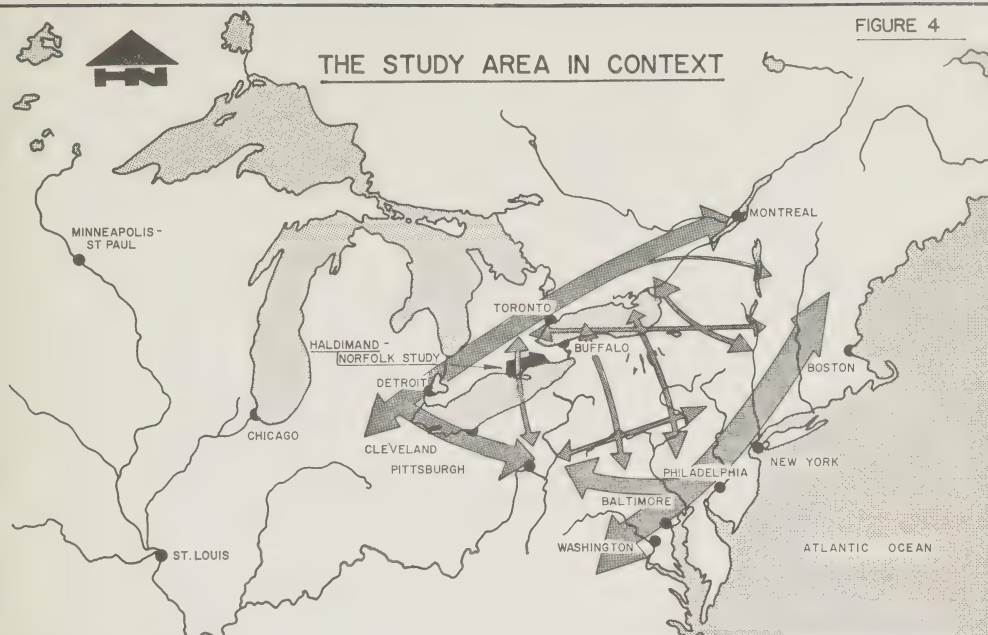 FIGURE 4
THE STUDY AREA IN CONTEXT
HN
MINNEAPOLIS -
ST PAUL
MONTREAL
TORONTO
BUFFALO
HALDIMAND -
NORFOLK STUDY
DETROIT
BOSTON
CHICAGO
CLEVELAND
PITTSBURGH
NEW YORK
PHILADELPHIA
BALTIMORE
WASHINGTON
ST. LOUIS
ATLANTIC OCEAN